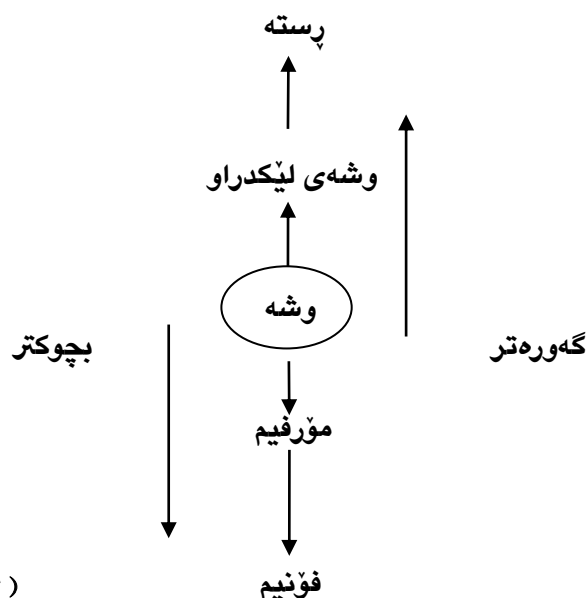 ڕستە
وشەی لێکدراو
وشە
گەورەتر
بچوکتر
مۆرفیم
فۆنیم
)